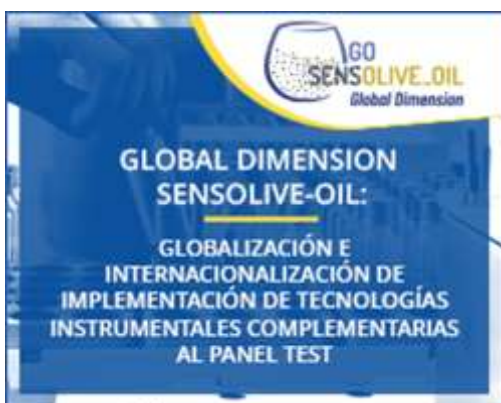 GO
SENSOLIVE_OIL
Global Dimension
GLOBAL DIMENSION
SENSOLIVE-OIL:
GLOBALIZACIÓN E
INTERNACIONALIZACIÓN DE
IMPLEMENTACIÓN DE TECNOLOGÍAS
INSTRUMENTALES COMPLEMENTARIAS
AL PANEL TEST